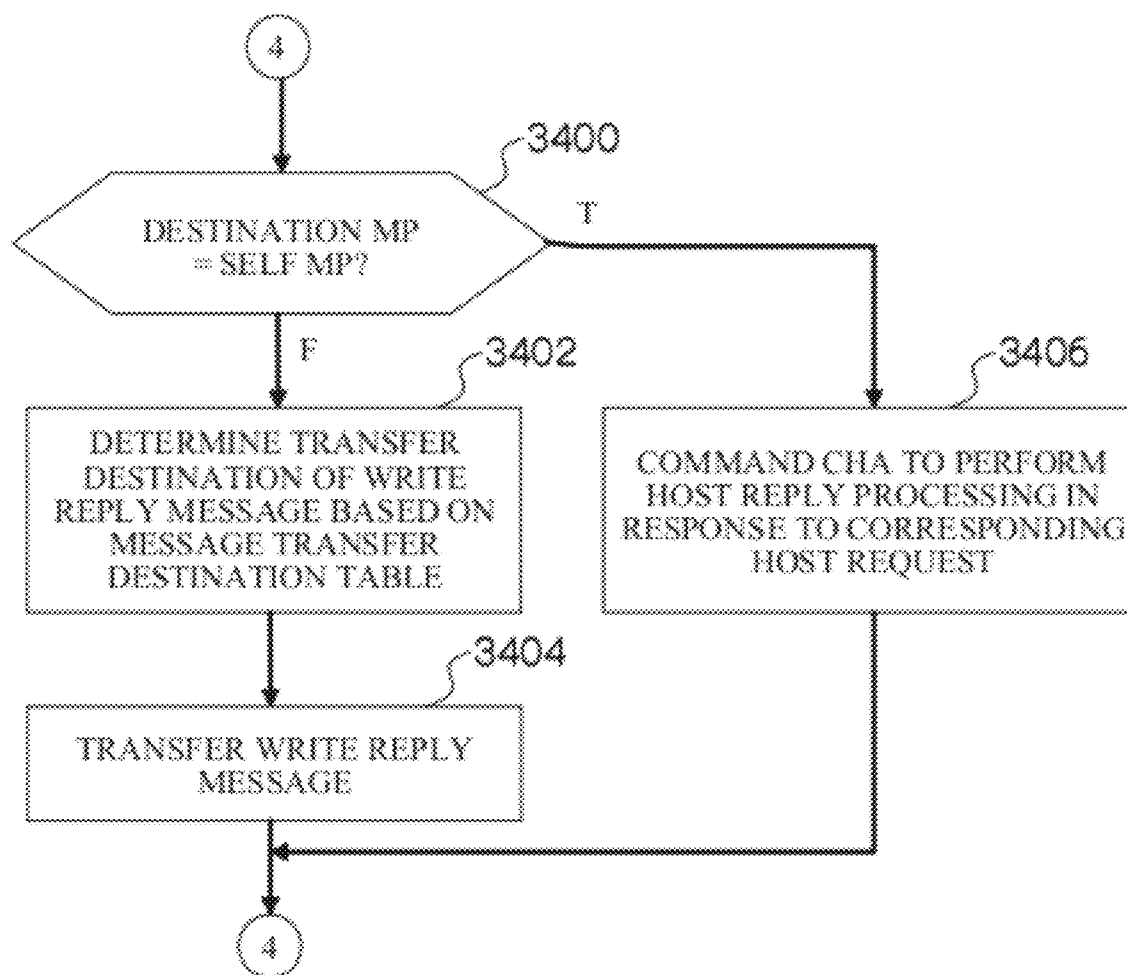 4
3400
DESTINATION MP
= SELF MP?
T
F
3402
DETERMINE TRANSFER
DESTINATION OF WRITE
REPLY MESSAGE BASED ON
MESSAGE TRANSFER
DESTINATION TABLE
3406
COMMAND CHA TO PERFORM
HOST REPLY PROCESSING IN
RESPONSE TO CORRESPONDING
HOST REQUEST
3404
TRANSFER WRITE REPLY
MESSAGE
4